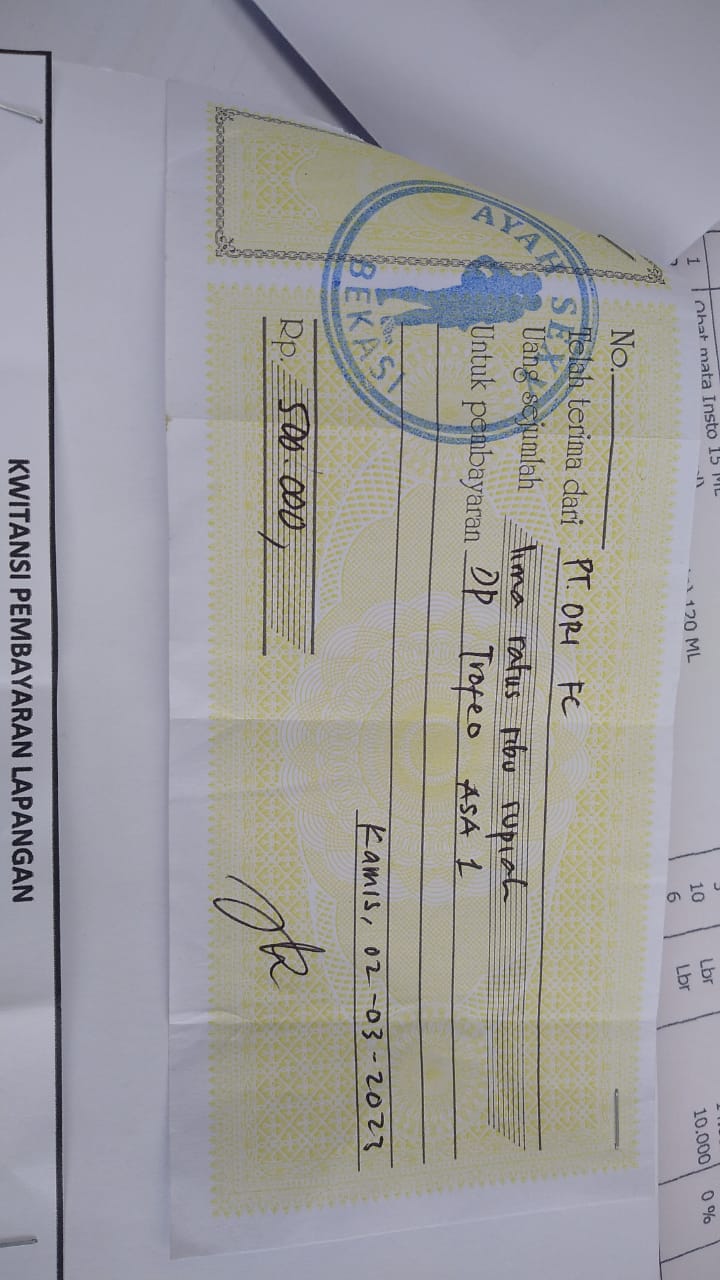 No.
Telah terima dari PT. ORI FC
Uang sejumlah lima ratus ribu rupiah
Untuk pembayaran DP Trofeo ASA 1
Kamis, 02-03-2023
Rp. 500.000,
AYAH SEXY
BEKASI
KWITANSI PEMBAYARAN LAPANGAN
1 Obat mata Insto 15 ML
120 ML
10 Lbr 10.000 0 %
6 Lbr